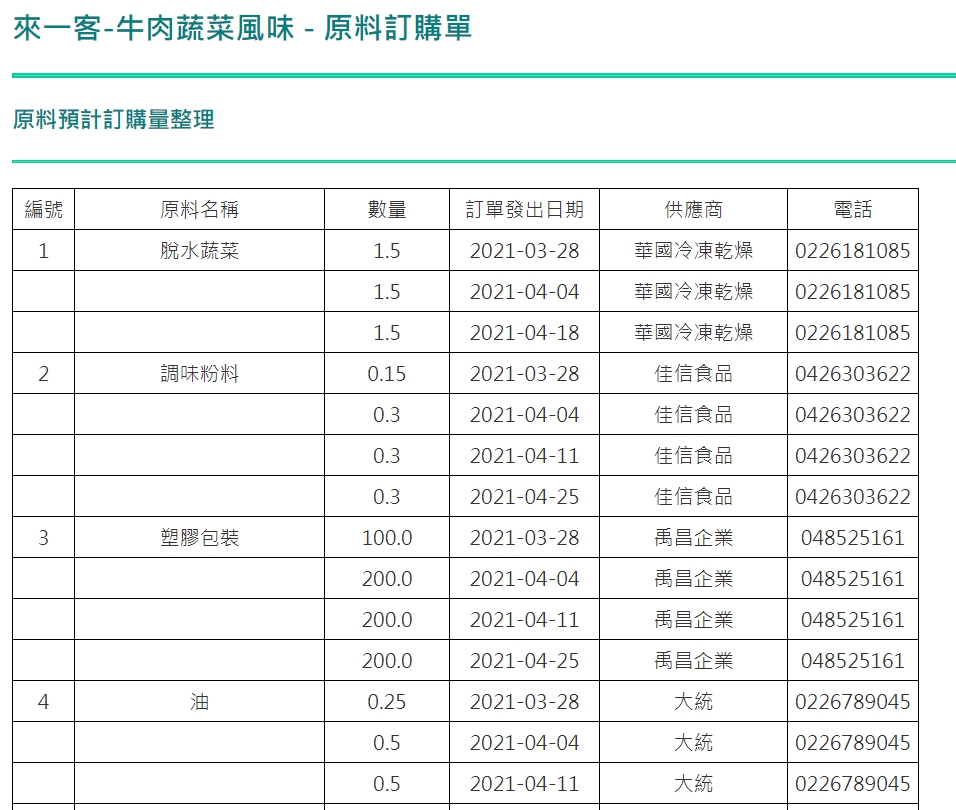 來一客-牛肉蔬菜風味 - 原料訂購單
原料預計訂購量整理
編號 原料名稱 數量 訂單發出日期 供應商 電話
1 脫水蔬菜 1.5 2021-03-28 華國冷凍乾燥 0226181085
1.5 2021-04-04 華國冷凍乾燥 0226181085
1.5 2021-04-18 華國冷凍乾燥 0226181085
2 調味粉料 0.15 2021-03-28 佳信食品 0426303622
0.3 2021-04-04 佳信食品 0426303622
0.3 2021-04-11 佳信食品 0426303622
0.3 2021-04-25 佳信食品 0426303622
3 塑膠包裝 100.0 2021-03-28 禹昌企業 048525161
200.0 2021-04-04 禹昌企業 048525161
200.0 2021-04-11 禹昌企業 048525161
200.0 2021-04-25 禹昌企業 048525161
4 油 0.25 2021-03-28 大統 0226789045
0.5 2021-04-04 大統 0226789045
0.5 2021-04-11 大統 0226789045